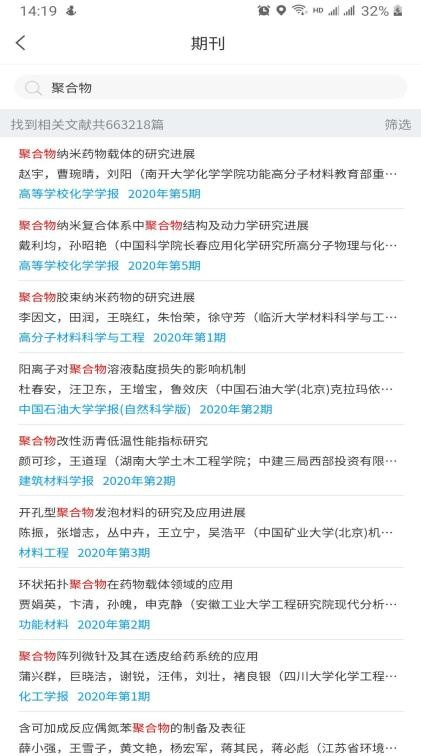 14:19
HD
32%
期刊
聚合物
找到相关文献共663218篇 筛选
聚合物纳米药物载体的研究进展
赵宇，曹琬晴，刘阳（南开大学化学学院功能高分子材料教育部重…
高等学校化学学报 2020年第5期
聚合物纳米复合体系中聚合物结构及动力学研究进展
戴利均，孙昭艳（中国科学院长春应用化学研究所高分子物理与化…
高等学校化学学报 2020年第5期
聚合物胶束纳米药物的研究进展
李因文，田润，王晓红，朱怡荣，徐守芳（临沂大学材料科学与工…
高分子材料科学与工程 2020年第1期
阳离子对聚合物溶液黏度损失的影响机制
杜春安，汪卫东，王增宝，鲁效庆（中国石油大学(北京)克拉玛依…
中国石油大学学报(自然科学版) 2020年第2期
聚合物改性沥青低温性能指标研究
颜可珍，王道珵（湖南大学土木工程学院；中建三局西部投资有限…
建筑材料学报 2020年第2期
开孔型聚合物发泡材料的研究及应用进展
陈振，张增志，丛中卉，王立宁，吴浩平（中国矿业大学(北京)机…
材料工程 2020年第3期
环状拓扑聚合物在药物载体领域的应用
贾娟英，卞清，孙魄，申克静（安徽工业大学工程研究院现代分析…
功能材料 2020年第2期
聚合物阵列微针及其在透皮给药系统的应用
蒲兴群，巨晓洁，谢锐，汪伟，刘壮，褚良银（四川大学化学工程…
化工学报 2020年第1期
含可加成反应偶氮苯聚合物的制备及表征
薛小强，王雪子，黄文艳，杨宏军，蒋其民，蒋必彪（江苏省环境…